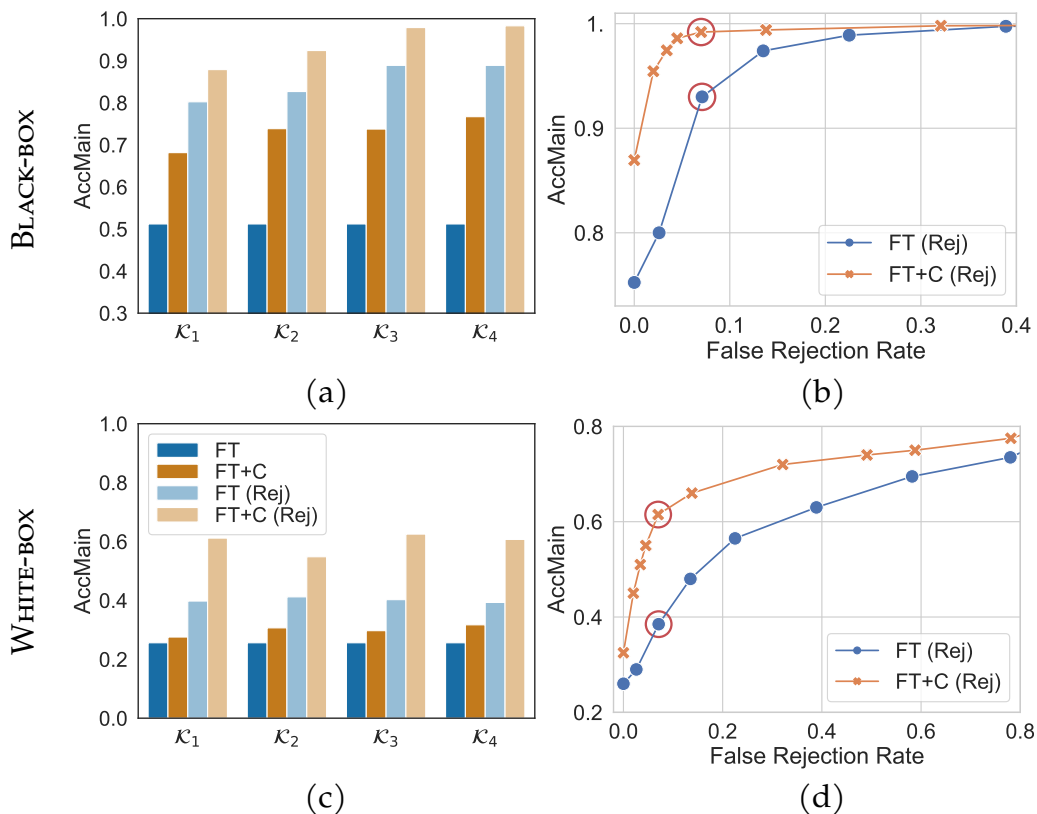 BLACK-BOX
AccMain
1.0
0.9
0.8
0.7
0.6
0.5
0.4
0.3
𝒦₁ 𝒦₂ 𝒦₃ 𝒦₄
(a)
AccMain
1.
0.9
0.8
FT (Rej)
FT+C (Rej)
0.0 0.1 0.2 0.3 0.4
False Rejection Rate
(b)
WHITE-BOX
AccMain
1.0
0.8
0.6
0.4
0.2
0.0
FT
FT+C
FT (Rej)
FT+C (Rej)
𝒦₁ 𝒦₂ 𝒦₃ 𝒦₄
(c)
AccMain
0.8
0.6
0.4
0.2
FT (Rej)
FT+C (Rej)
0.0 0.2 0.4 0.6 0.8
False Rejection Rate
(d)